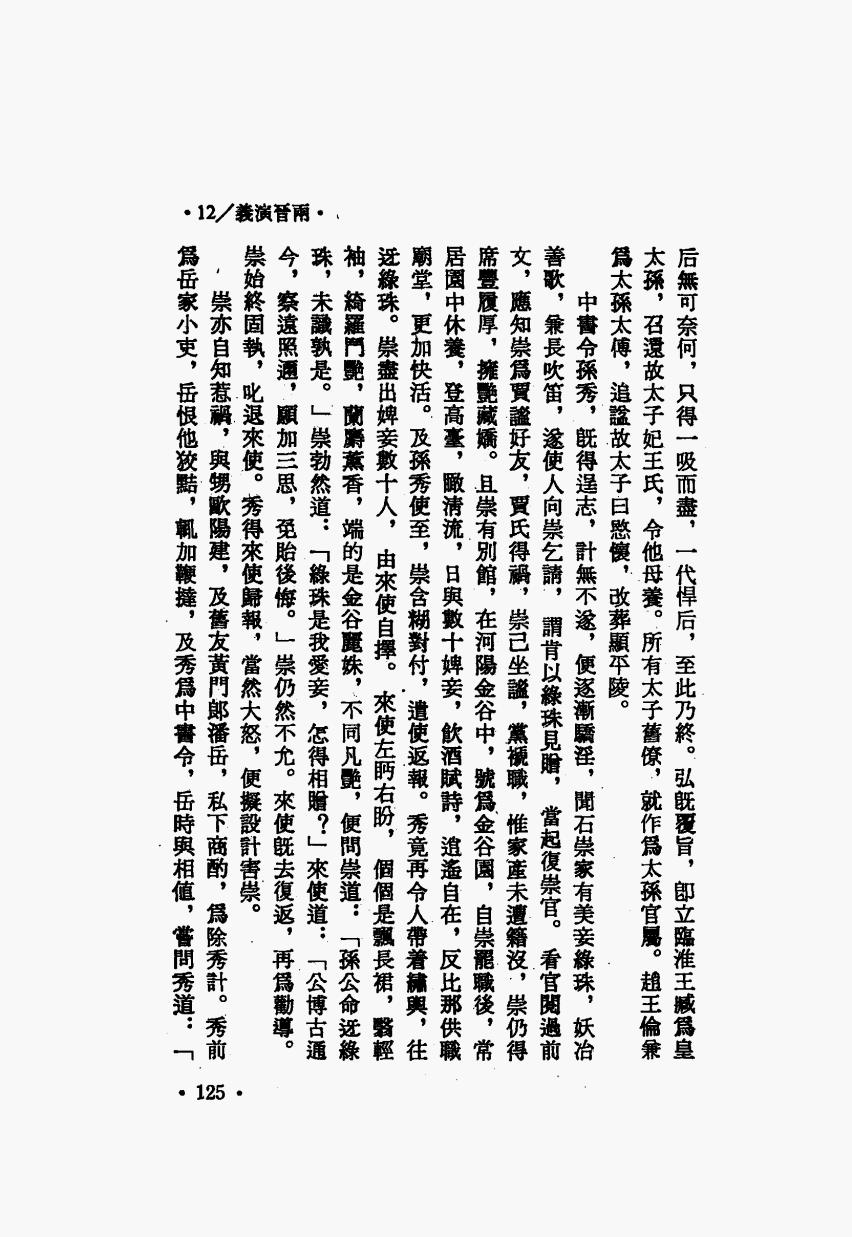 •12／義演晉兩•
后無可奈何，只得一吸而盡，一代悍后，至此乃終。弘既覆旨，卽立臨淮王臧爲皇
太孫，召還故太子妃王氏，令他母養。所有太子舊僚，就作爲太孫官屬。趙王倫兼
爲太孫太傅，追諡故太子曰愍懷，改葬顯平陵。
中書令孫秀，既得逞志，計無不遂，便逐漸驕淫，聞石崇家有美妾綠珠，妖冶
善歌，兼長吹笛，遂使人向崇乞請，謂肯以綠珠見贈，當起復崇官。看官閱過前
文，應知崇爲賈謐好友，賈氏得禍，崇已坐謐，黨褫職，惟家產未遭籍沒，崇仍得
席豐履厚，擁艷藏嬌。且崇有別館，在河陽金谷中，號爲金谷園，自崇罷職後，常
居園中休養，登高臺，瞰清流，日與數十婢妾，飲酒賦詩，逍遙自在，反比那供職
廟堂，更加快活。及孫秀使至，崇含糊對付，遣使返報。秀竟再令人帶着繡輿，往
迓綠珠。崇盡出婢妾數十人，由來使自擇。來使左眄右盼，個個是飄長裙，翳輕
袖，綺羅鬥艷，蘭麝薰香，端的是金谷麗姝，不同凡艷，便問崇道：「孫公命迓綠
珠，未識孰是。」崇勃然道：「綠珠是我愛妾，怎得相贈？」來使道：「公博古通
今，察遠照邇，願加三思，免貽後悔。」崇仍然不允。來使既去復返，再爲勸導。
崇始終固執，叱退來使。秀得來使歸報，當然大怒，便擬設計害崇。
崇亦自知惹禍，與甥歐陽建，及舊友黃門郎潘岳，私下商酌，爲除秀計。秀前
爲岳家小吏，岳恨他狡黠，輒加鞭撻，及秀爲中書令，岳時與相值，嘗問秀道：「
•125•